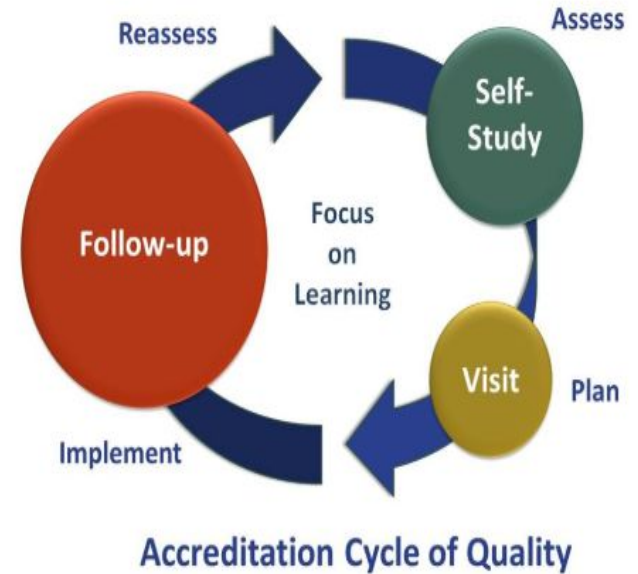 Reassess
Assess
Self-
Study
Focus
on
Learning
Follow-up
Visit
Plan
Implement
Accreditation Cycle of Quality